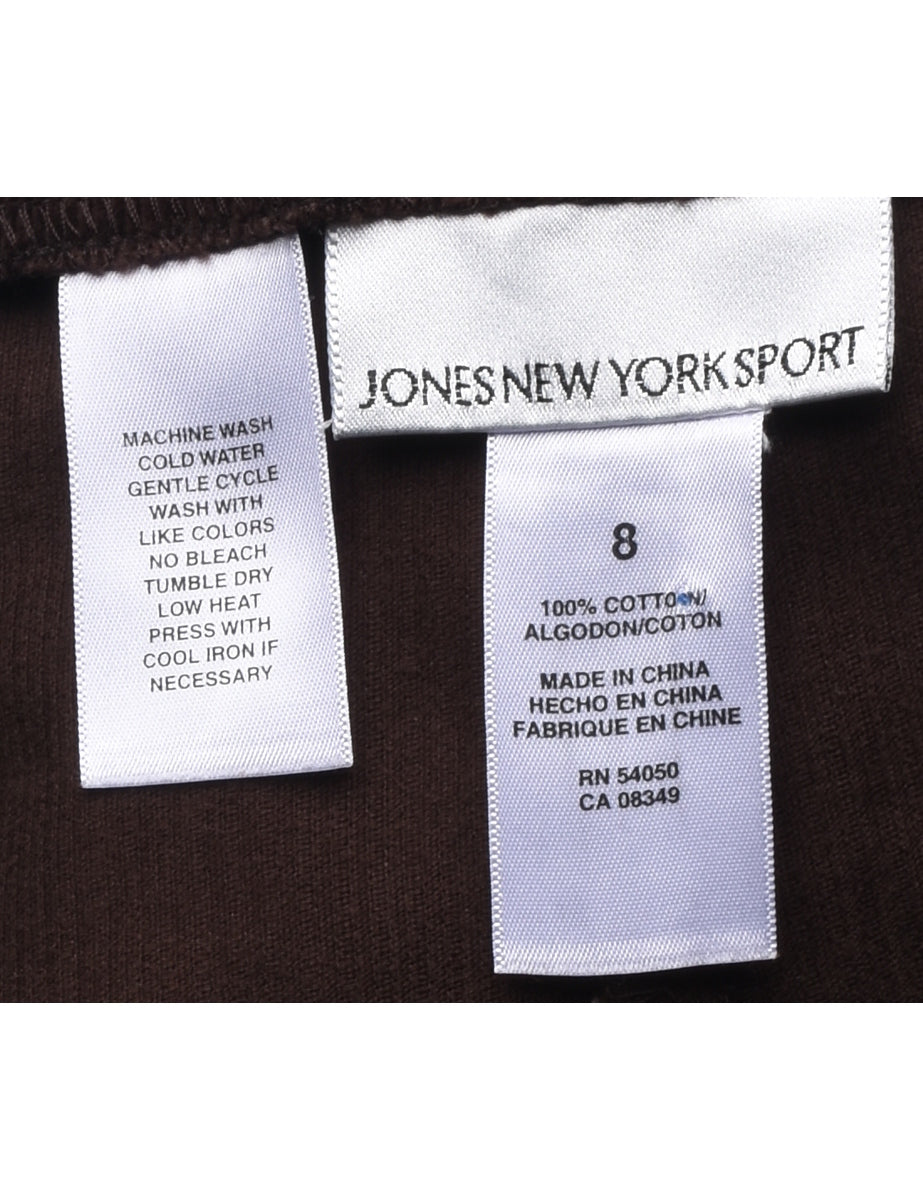 MACHINE WASH
COLD WATER
GENTLE CYCLE
WASH WITH
LIKE COLORS
NO BLEACH
TUMBLE DRY
LOW HEAT
PRESS WITH
COOL IRON IF
NECESSARY
JONES NEW YORK SPORT
8
100% COTTON/
ALGODON/COTON
MADE IN CHINA
HECHO EN CHINA
FABRIQUE EN CHINE
RN 54050
CA 08349